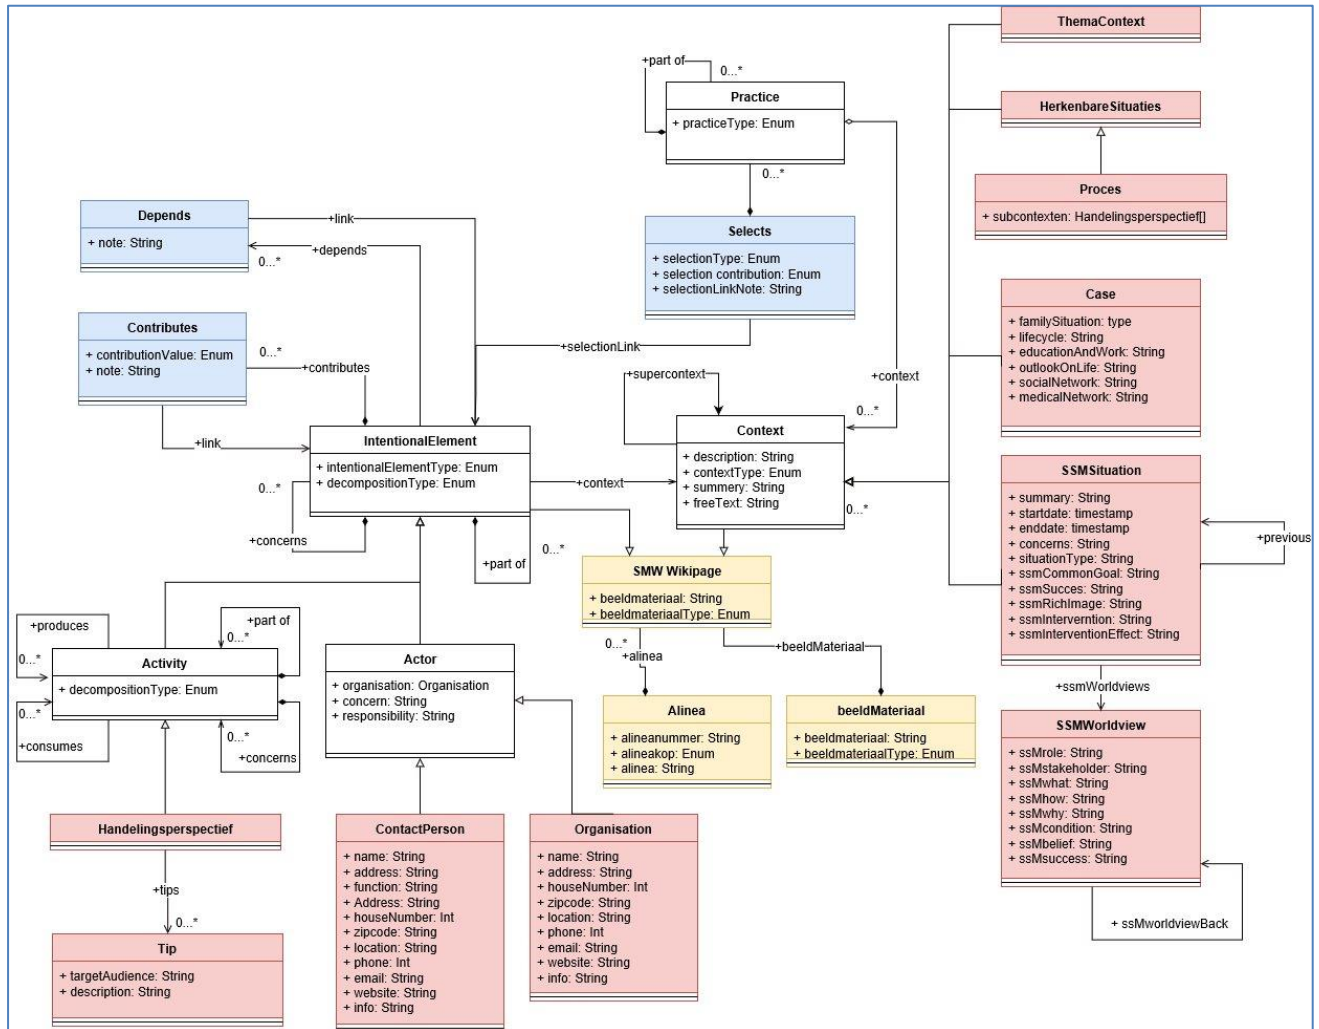 ThemaContext
+part of
0...*
Practice
+ practiceType: Enum
HerkenbareSituaties
0...*
Proces
+ subcontexten: Handelingsperspectief[]
Depends
+ note: String
+link
+depends
0...*
Selects
+ selectionType: Enum
+ selection contribution: Enum
+ selectionLinkNote: String
Case
+ familySituation: type
+ lifecycle: String
+ educationAndWork: String
+ outlookOnLife: String
+ socialNetwork: String
+ medicalNetwork: String
Contributes
+ contributionValue: Enum
+ note: String
0...*
+contributes
+selectionLink
+supercontext
+context
0...*
+link
IntentionalElement
+ intentionalElementType: Enum
+ decompositionType: Enum
0...*
+concerns
+part of
0...*
+context
Context
+ description: String
+ contextType: Enum
+ summery: String
+ freeText: String
0...*
SSMSituation
+ summary: String
+ startdate: timestamp
+ enddate: timestamp
+ concerns: String
+ situationType: String
+ ssmCommonGoal: String
+ ssmSucces: String
+ ssmRichImage: String
+ ssmInterverntion: String
+ ssmInterventionEffect: String
+previous
SMW Wikipage
+ beeldmateriaal: String
+ beeldmateriaalType: Enum
0...*
+alinea
+beeldMateriaal
+produces
0...*
+part of
0...*
Activity
+ decompositionType: Enum
0...*
+consumes
0...*
+concerns
Actor
+ organisation: Organisation
+ concern: String
+ responsibility: String
Alinea
+ alineanummer: String
+ alineakop: Enum
+ alinea: String
beeldMateriaal
+ beeldmateriaal: String
+ beeldmateriaalType: Enum
+ssmWorldviews
SSMWorldview
+ ssMrole: String
+ ssMstakeholder: String
+ ssMwhat: String
+ ssMhow: String
+ ssMwhy: String
+ ssMcondition: String
+ ssMbelief: String
+ ssMsuccess: String
+ ssMworldviewBack
Handelingsperspectief
+tips
0...*
Tip
+ targetAudience: String
+ description: String
ContactPerson
+ name: String
+ address: String
+ function: String
+ Address: String
+ houseNumber: Int
+ zipcode: String
+ location: String
+ phone: Int
+ email: String
+ website: String
+ info: String
Organisation
+ name: String
+ address: String
+ houseNumber: Int
+ zipcode: String
+ location: String
+ phone: Int
+ email: String
+ website: String
+ info: String